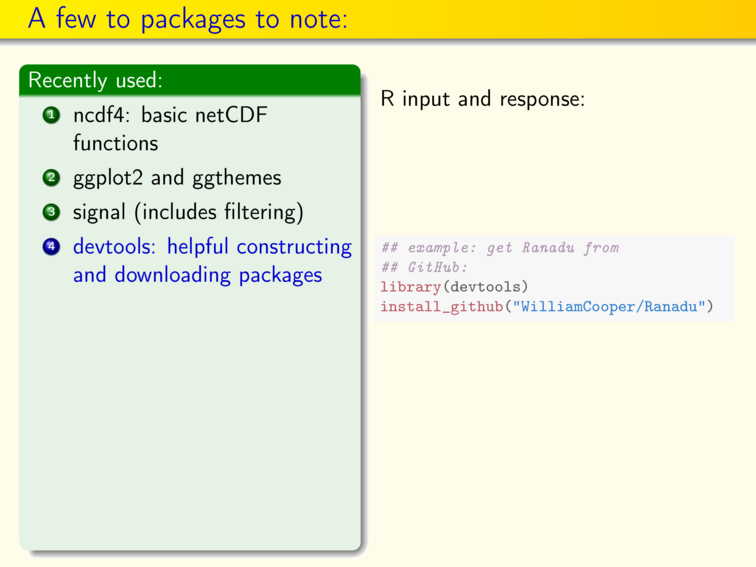 A few to packages to note:
Recently used:
1 ncdf4: basic netCDF
functions
2 ggplot2 and ggthemes
3 signal (includes filtering)
4 devtools: helpful constructing
and downloading packages
R input and response:
## example: get Ranadu from
## GitHub:
library(devtools)
install_github("WilliamCooper/Ranadu")